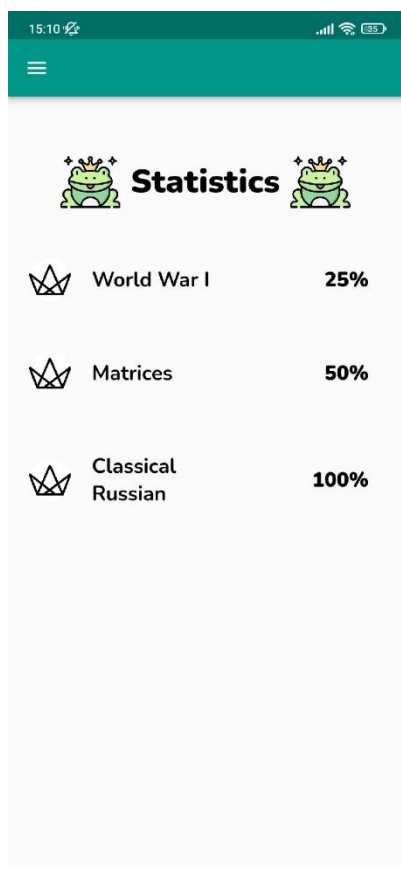 15:10
35
Statistics
World War I 25%
Matrices 50%
Classical
Russian 100%